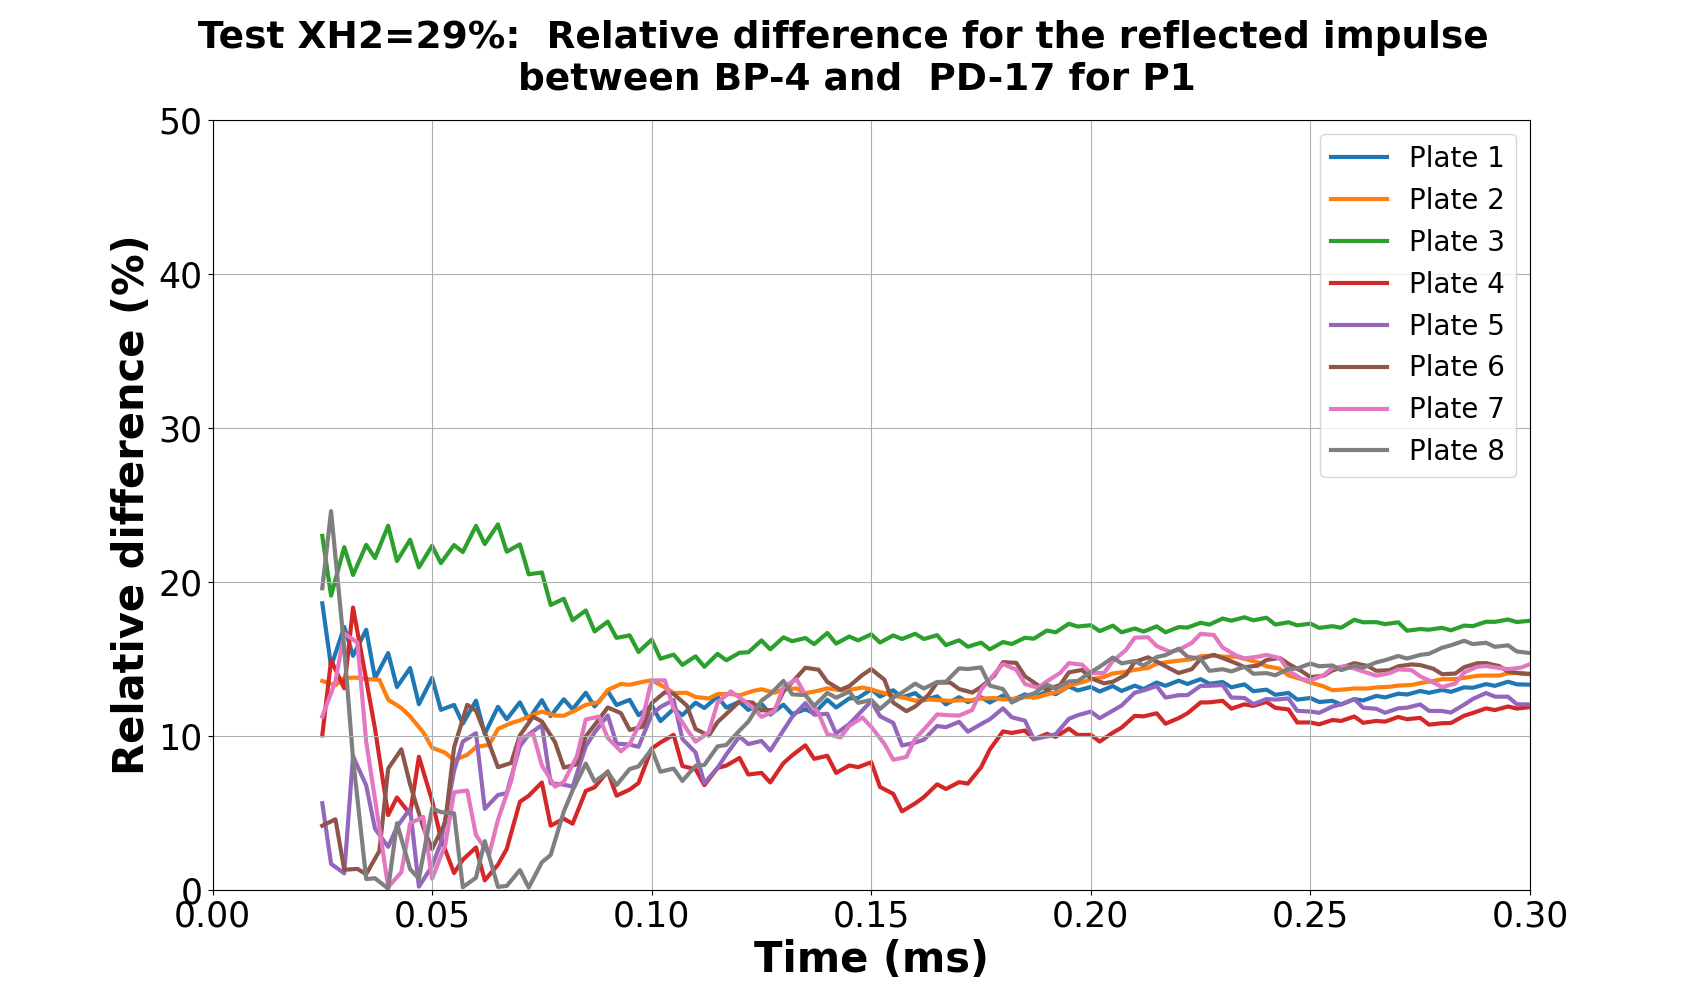 Test XH2=29%:  Relative difference for the reflected impulse
between BP-4 and  PD-17 for P1
Relative difference (%)
50
40
30
20
10
0
Plate 1
Plate 2
Plate 3
Plate 4
Plate 5
Plate 6
Plate 7
Plate 8
0.00 0.05 0.10 0.15 0.20 0.25 0.30
Time (ms)